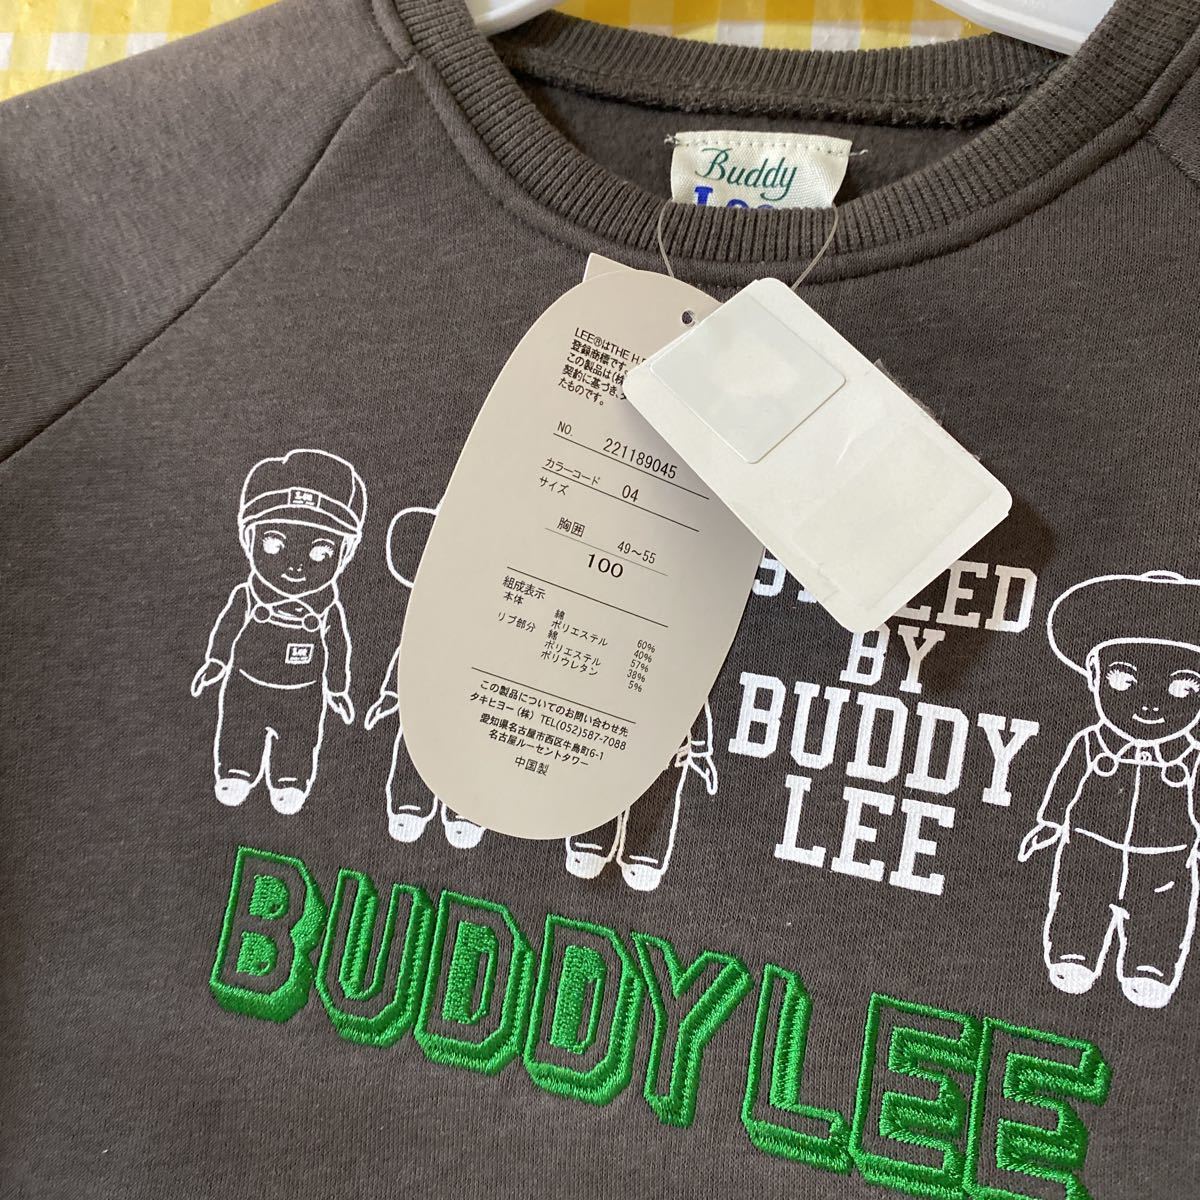 Buddy
LEE®はTHE H
登録商標です。
この製品は(株
契約に基づき、
たものです。
NO. 221189045
カラーコード 04
サイズ
胸囲 49～55
100
組成表示
本体 綿 60%
ポリエステル 40%
リブ部分 綿 57%
ポリエステル 38%
ポリウレタン 5%
この製品についてのお問い合わせ先
タキヒヨー(株) TEL(052)587-7088
愛知県名古屋市西区牛島町6-1
名古屋ルーセントタワー
中国製
Lee
Lee
BY
BUDDY
LEE
BUDDY LEE